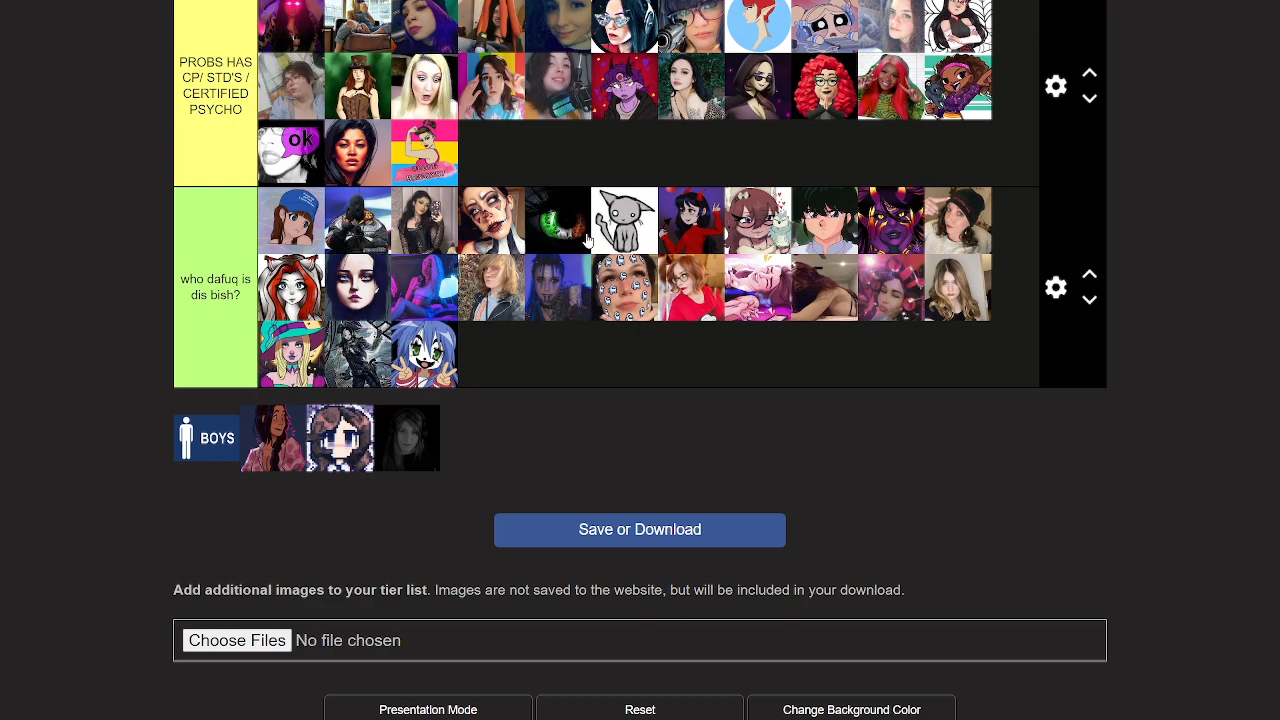 PROBS HAS
CP/ STD'S /
CERTIFIED
PSYCHO
ok
who dafuq is
dis bish?
BOYS
Save or Download
Add additional images to your tier list. Images are not saved to the website, but will be included in your download.
Choose Files No file chosen
Presentation Mode
Reset
Change Background Color